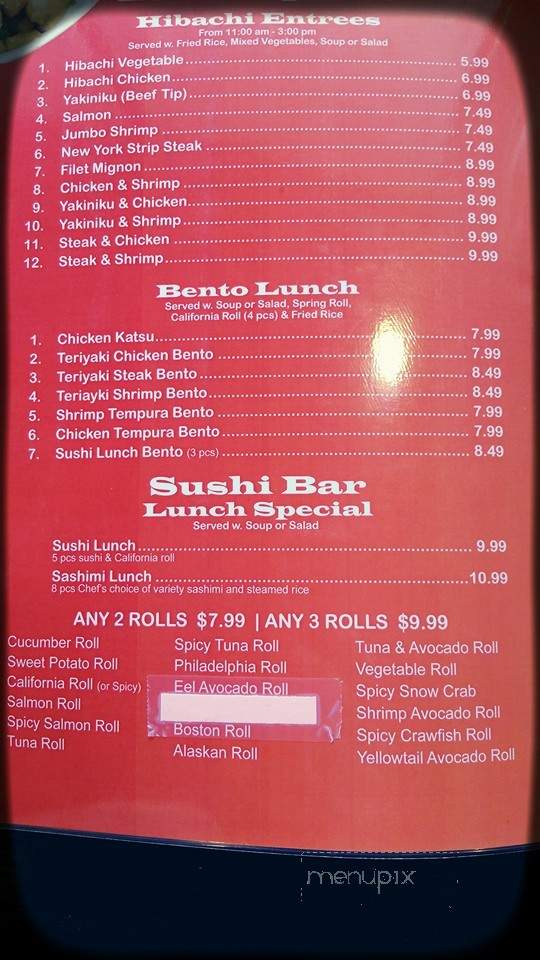 Hibachi Entrees
From 11:00 am - 3:00 pm
Served w. Fried Rice, Mixed Vegetables, Soup or Salad
1. Hibachi Vegetable 5.99
2. Hibachi Chicken 6.99
3. Yakiniku (Beef Tip) 6.99
4. Salmon 7.49
5. Jumbo Shrimp 7.49
6. New York Strip Steak 7.49
7. Filet Mignon 8.99
8. Chicken & Shrimp 8.99
9. Yakiniku & Chicken 8.99
10. Yakiniku & Shrimp 8.99
11. Steak & Chicken 9.99
12. Steak & Shrimp 9.99
Bento Lunch
Served w. Soup or Salad, Spring Roll,
California Roll (4 pcs) & Fried Rice
1. Chicken Katsu 7.99
2. Teriyaki Chicken Bento 7.99
3. Teriyaki Steak Bento 8.49
4. Teriayki Shrimp Bento 8.49
5. Shrimp Tempura Bento 7.99
6. Chicken Tempura Bento 7.99
7. Sushi Lunch Bento (3 pcs) 8.49
Sushi Bar
Lunch Special
Served w. Soup or Salad
Sushi Lunch 9.99
5 pcs sushi & California roll
Sashimi Lunch 10.99
8 pcs Chef's choice of variety sashimi and steamed rice
ANY 2 ROLLS $7.99 | ANY 3 ROLLS $9.99
Cucumber Roll
Sweet Potato Roll
California Roll (or Spicy)
Salmon Roll
Spicy Salmon Roll
Tuna Roll
Spicy Tuna Roll
Philadelphia Roll
Eel Avocado Roll
Boston Roll
Alaskan Roll
Tuna & Avocado Roll
Vegetable Roll
Spicy Snow Crab
Shrimp Avocado Roll
Spicy Crawfish Roll
Yellowtail Avocado Roll
menupix